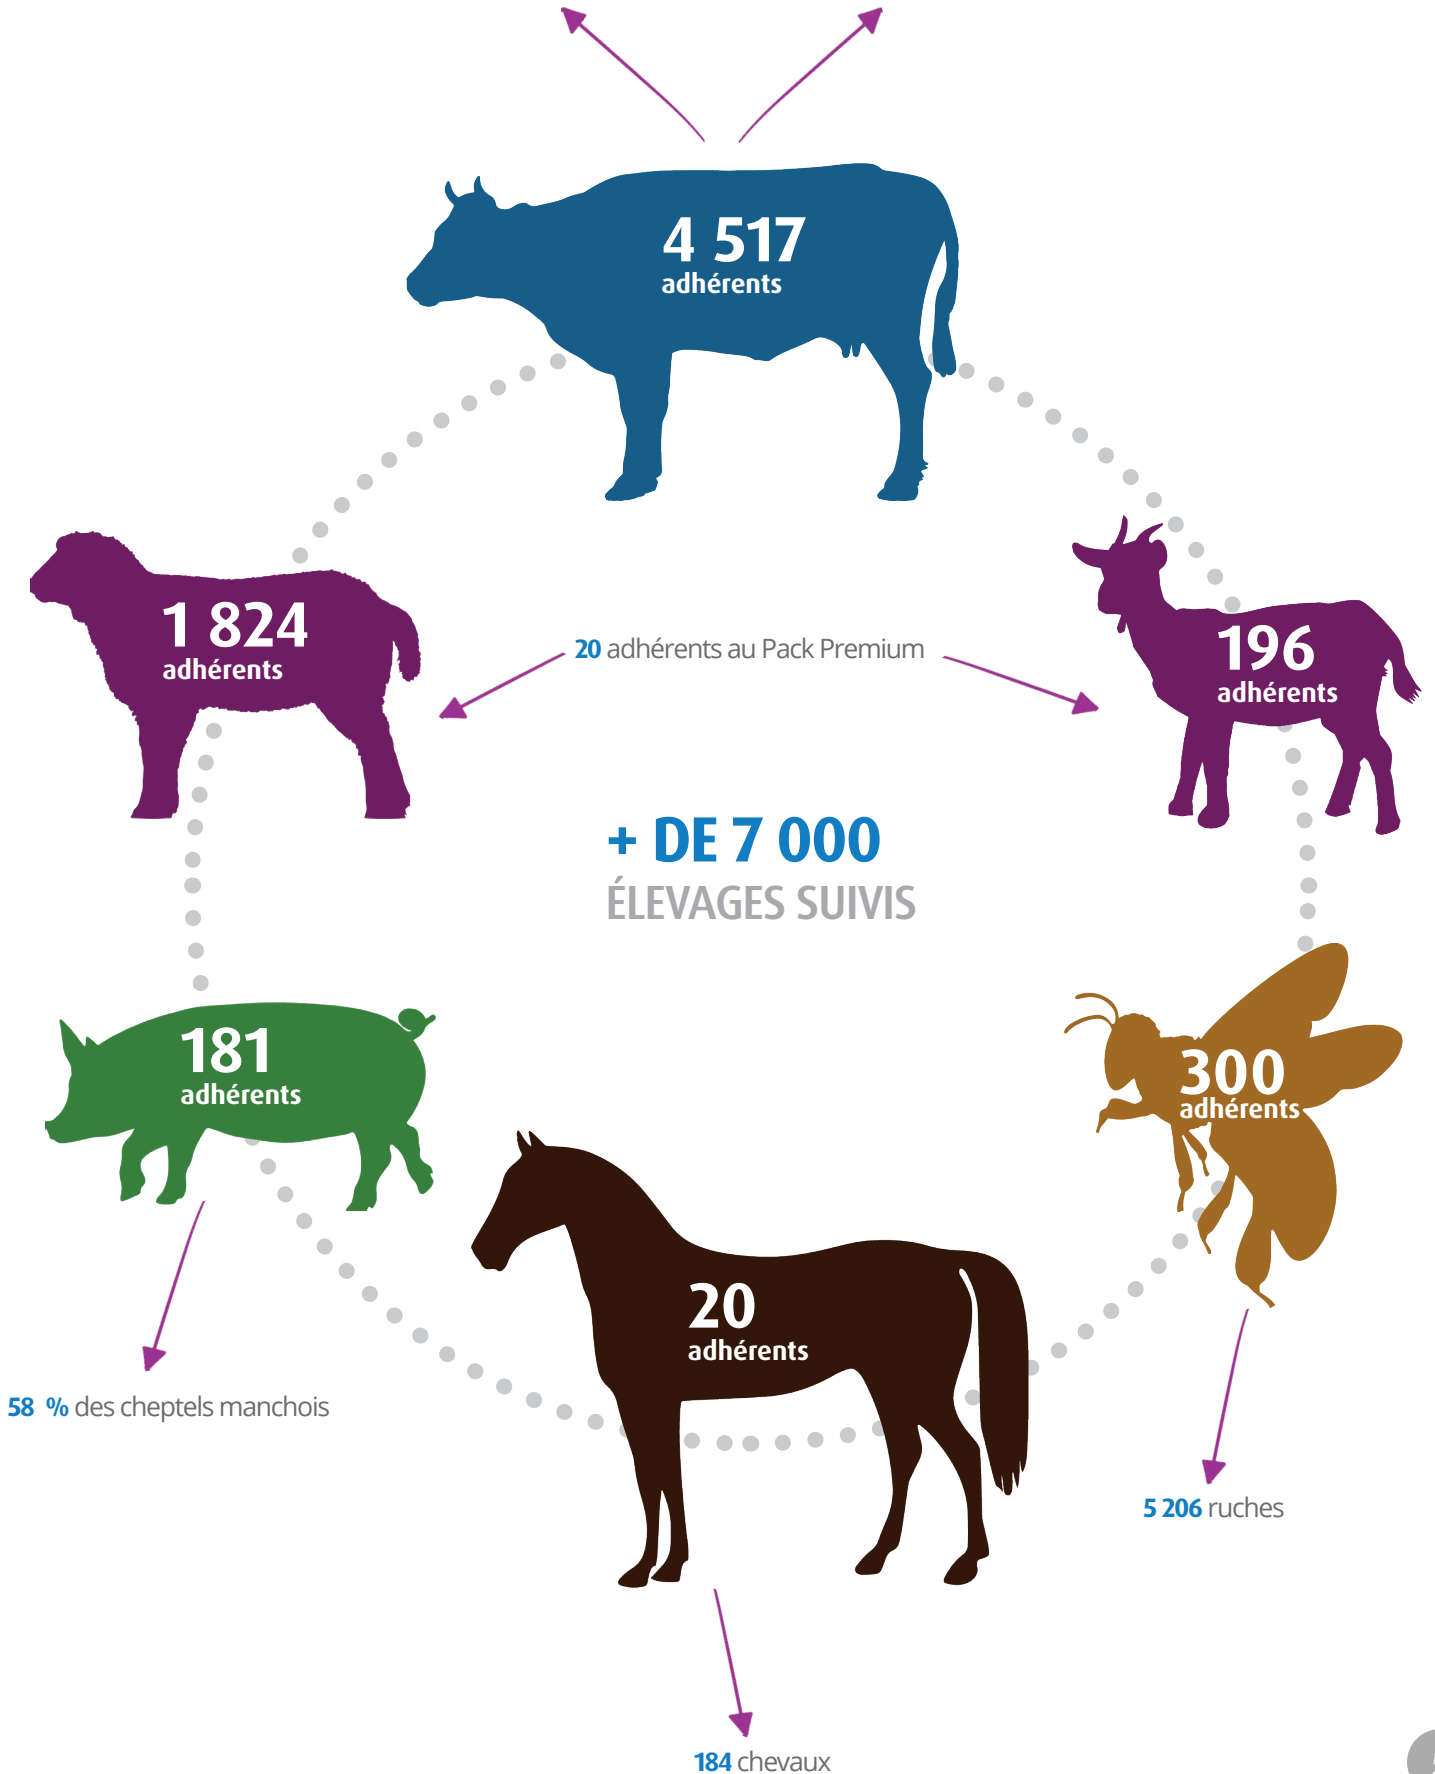 4 517
adhérents
1 824
adhérents
20 adhérents au Pack Premium
196
adhérents
+ DE 7 000
ÉLEVAGES SUIVIS
181
adhérents
300
adhérents
20
adhérents
58 % des cheptels manchois
5 206 ruches
184 chevaux